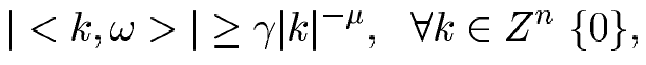 | < k, ω > | ≥ γ|k|^{−μ}, ∀k ∈ Z^n {0},